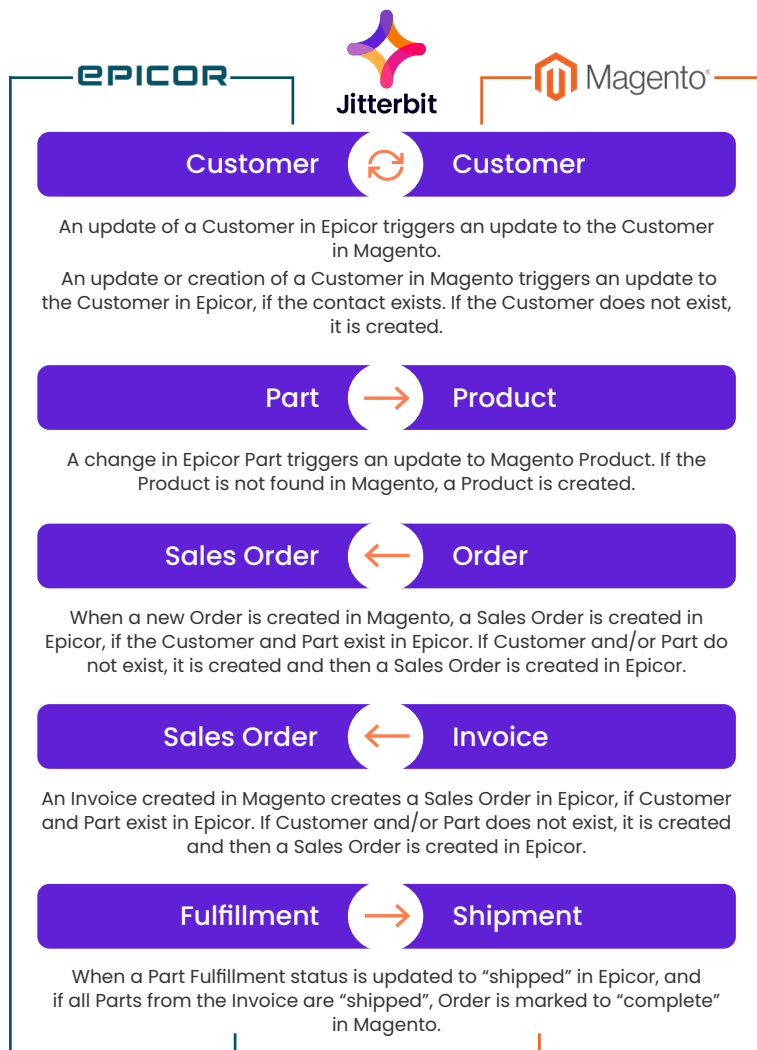 EPICOR
Jitterbit
Magento®
Customer Customer
An update of a Customer in Epicor triggers an update to the Customer
in Magento.
An update or creation of a Customer in Magento triggers an update to
the Customer in Epicor, if the contact exists. If the Customer does not exist,
it is created.
Part Product
A change in Epicor Part triggers an update to Magento Product. If the
Product is not found in Magento, a Product is created.
Sales Order Order
When a new Order is created in Magento, a Sales Order is created in
Epicor, if the Customer and Part exist in Epicor. If Customer and/or Part do
not exist, it is created and then a Sales Order is created in Epicor.
Sales Order Invoice
An Invoice created in Magento creates a Sales Order in Epicor, if Customer
and Part exist in Epicor. If Customer and/or Part does not exist, it is created
and then a Sales Order is created in Epicor.
Fulfillment Shipment
When a Part Fulfillment status is updated to “shipped” in Epicor, and
if all Parts from the Invoice are “shipped”, Order is marked to “complete”
in Magento.